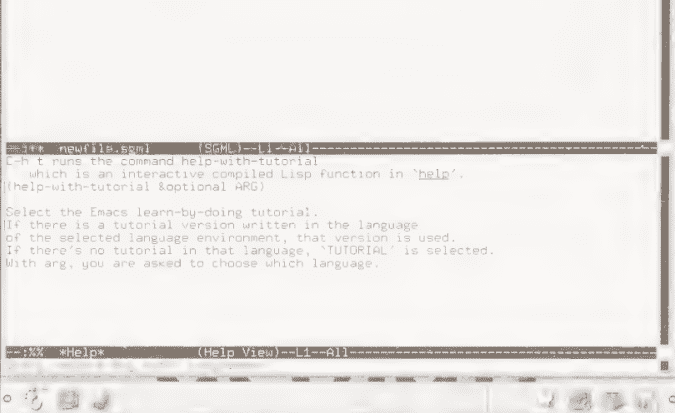 newfile.sgml (SGML)--L1--All
C-h t runs the command help-with-tutorial
which is an interactive compiled Lisp function in `help'.
(help-with-tutorial &optional ARG)
Select the Emacs learn-by-doing tutorial.
If there is a tutorial version written in the language
of the selected language environment, that version is used.
If there's no tutorial in that language, `TUTORIAL' is selected.
With arg, you are asked to choose which language.
--:%% *Help* (Help View)--L1--All